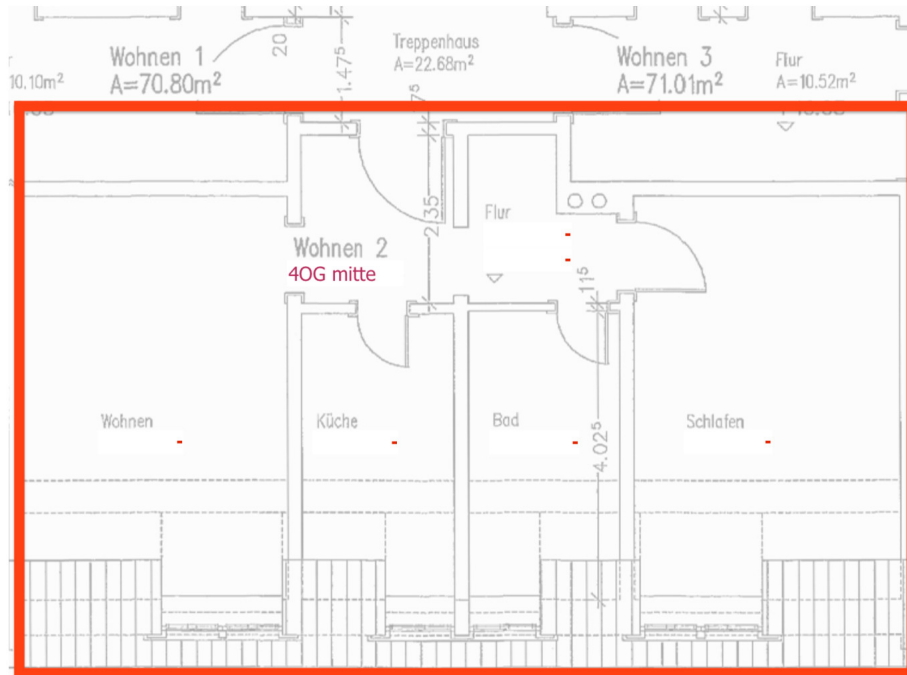 20
1.47⁵
Wohnen 1
A=70.80m²
10.10m²
Treppenhaus
A=22.68m²
Wohnen 3
A=71.01m²
Flur
A=10.52m²
2.35
Flur
Wohnen 2
4OG mitte
11⁵
Wohnen
Küche
Bad
Schlafen
4.02⁵